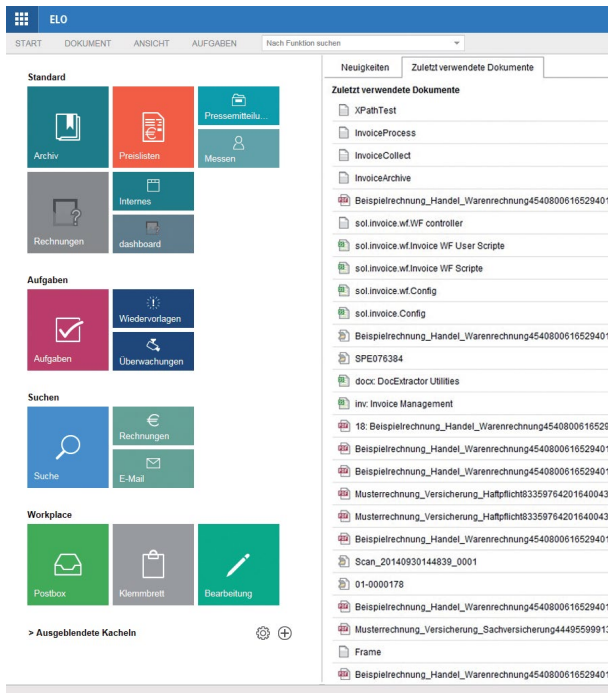 ELO
START DOKUMENT ANSICHT AUFGABEN Nach Funktion suchen
Standard
Archiv
Preislisten
Pressemitteilu...
Messen
Rechnungen
Internes
dashboard
Aufgaben
Aufgaben
Wiedervorlagen
Überwachungen
Suchen
Suche
Rechnungen
E-Mail
Workplace
Postbox
Klemmbrett
Bearbeitung
> Ausgeblendete Kacheln
Neuigkeiten Zuletzt verwendete Dokumente
Zuletzt verwendete Dokumente
XPathTest
InvoiceProcess
InvoiceCollect
InvoiceArchive
Beispielrechnung_Handel_Warenrechnung4540800616529401
sol.invoice.wf.WF controller
sol.invoice.wf.Invoice WF User Scripte
sol.invoice.wf.Invoice WF Scripte
sol.invoice.wf.Config
sol.invoice.Config
Beispielrechnung_Handel_Warenrechnung4540800616529401
SPE076384
docx: DocExtractor Utilities
inv: Invoice Management
18: Beispielrechnung_Handel_Warenrechnung4540800616529
Beispielrechnung_Handel_Warenrechnung4540800616529401
Beispielrechnung_Handel_Warenrechnung4540800616529401
Musterrechnung_Versicherung_Haftpflicht83359764201640043
Musterrechnung_Versicherung_Haftpflicht83359764201640043
Beispielrechnung_Handel_Warenrechnung4540800616529401
Scan_20140930144839_0001
01-0000178
Beispielrechnung_Handel_Warenrechnung4540800616529401
Musterrechnung_Versicherung_Sachversicherung44495599913
Frame
Beispielrechnung_Handel_Warenrechnung4540800616529401